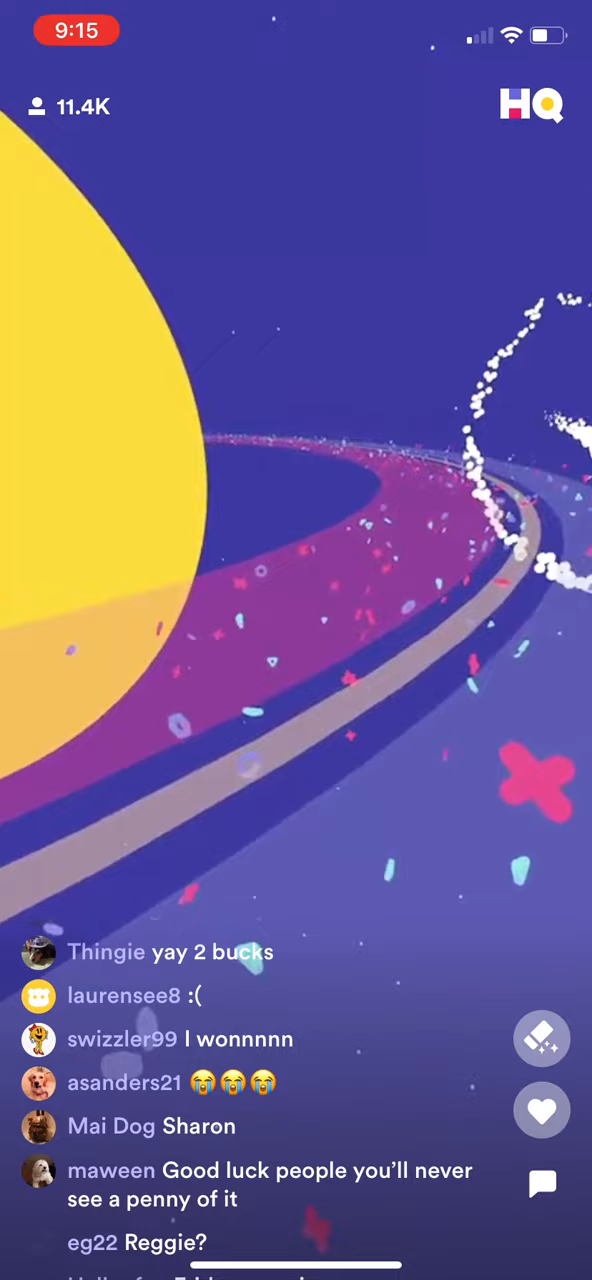 9:15
11.4K
HQ
Thingie yay 2 bucks
laurensee8 :(
swizzler99 I wonnnnn
asanders21 😭😭😭
Mai Dog Sharon
maween Good luck people you'll never
see a penny of it
eg22 Reggie?